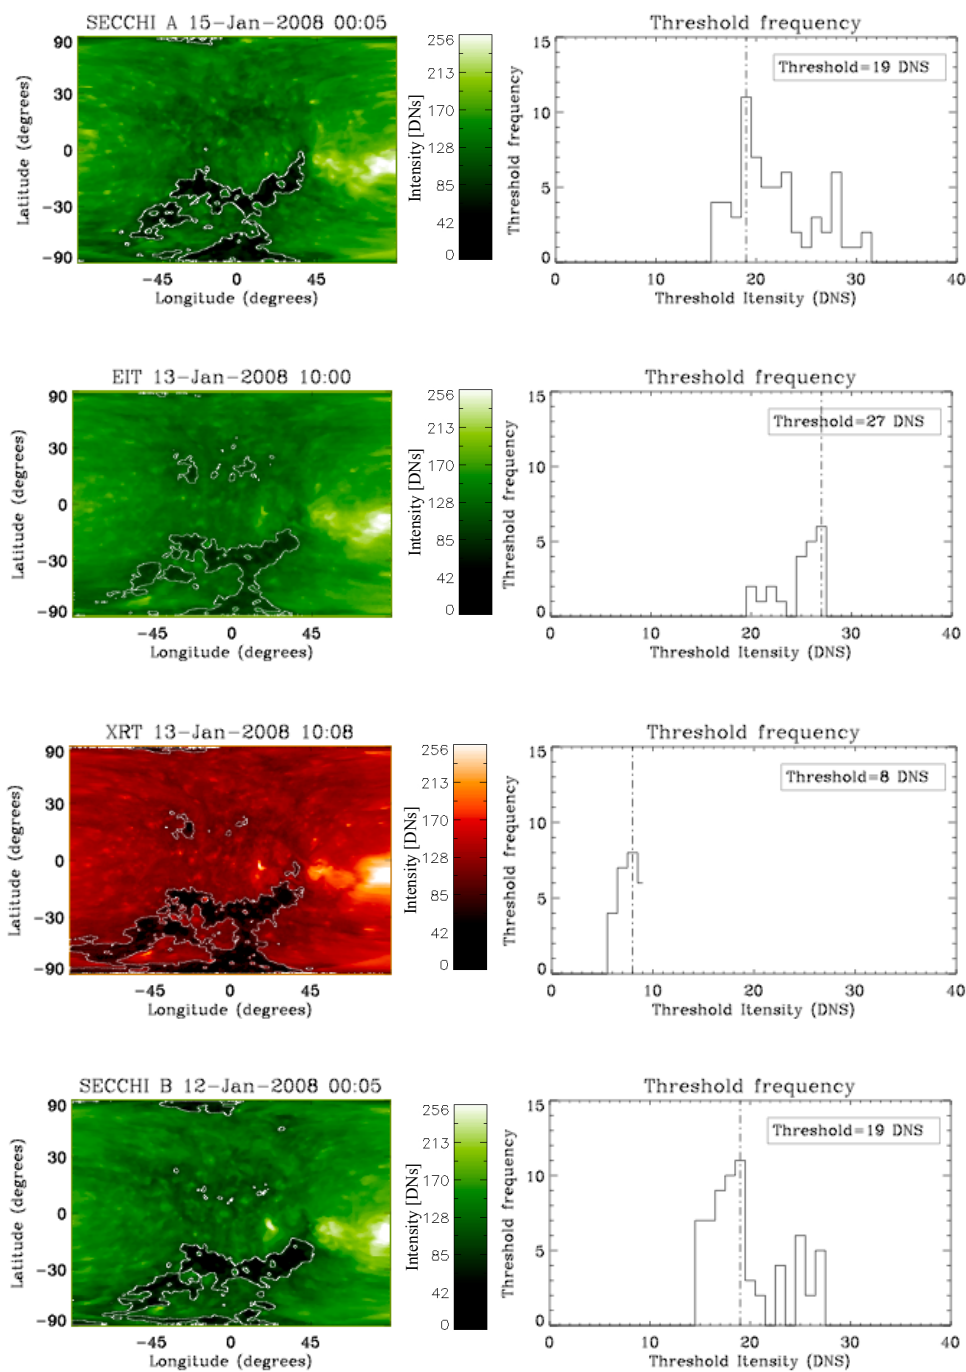 SECCHI A 15-Jan-2008 00:05
90
30
0
-30
-90
Latitude (degrees)
-45 0 45
Longitude (degrees)
256
213
170
128
85
42
0
Intensity [DNs]
Threshold frequency
Threshold=19 DNS
15
10
5
0
Threshold frequency
0 10 20 30 40
Threshold Itensity (DNS)
EIT 13-Jan-2008 10:00
90
30
0
-30
-90
Latitude (degrees)
-45 0 45
Longitude (degrees)
256
213
170
128
85
42
0
Intensity [DNs]
Threshold frequency
Threshold=27 DNS
15
10
5
0
Threshold frequency
0 10 20 30 40
Threshold Itensity (DNS)
XRT 13-Jan-2008 10:08
90
30
0
-30
-90
Latitude (degrees)
-45 0 45
Longitude (degrees)
256
213
170
128
85
42
0
Intensity [DNs]
Threshold frequency
Threshold=8 DNS
15
10
5
0
Threshold frequency
0 10 20 30 40
Threshold Itensity (DNS)
SECCHI B 12-Jan-2008 00:05
90
30
0
-30
-90
Latitude (degrees)
-45 0 45
Longitude (degrees)
256
213
170
128
85
42
0
Intensity [DNs]
Threshold frequency
Threshold=19 DNS
15
10
5
0
Threshold frequency
0 10 20 30 40
Threshold Itensity (DNS)